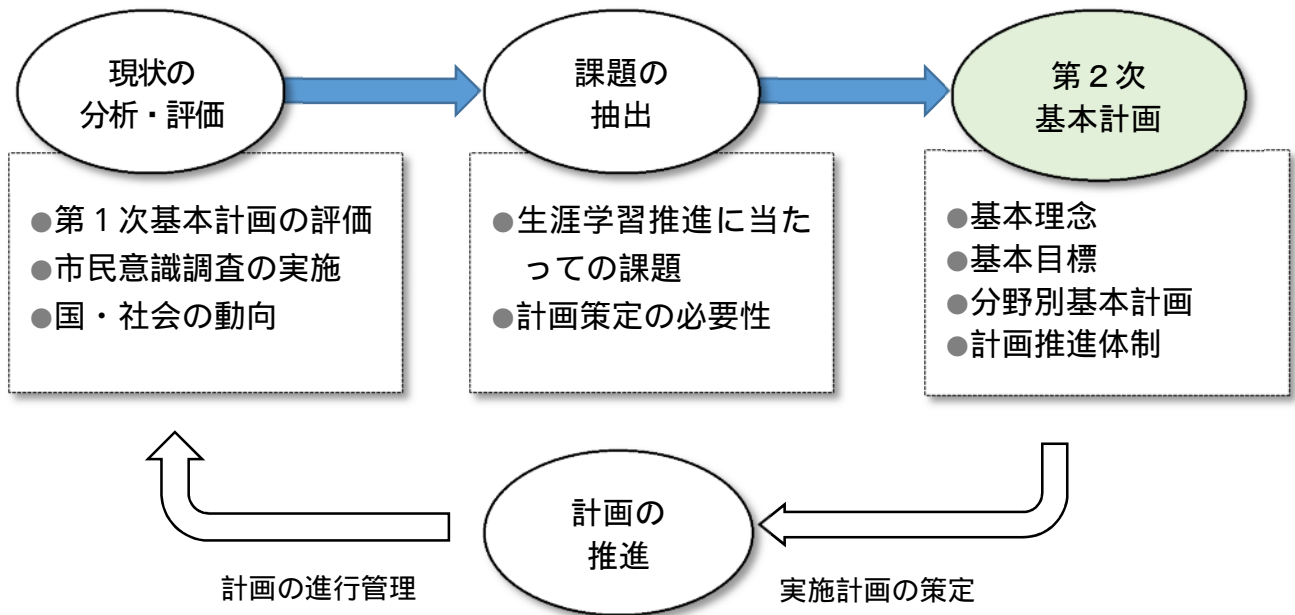 現状の
分析・評価
課題の
抽出
第２次
基本計画
●第１次基本計画の評価
●市民意識調査の実施
●国・社会の動向
●生涯学習推進に当た
っての課題
●計画策定の必要性
●基本理念
●基本目標
●分野別基本計画
●計画推進体制
計画の
推進
計画の進行管理
実施計画の策定